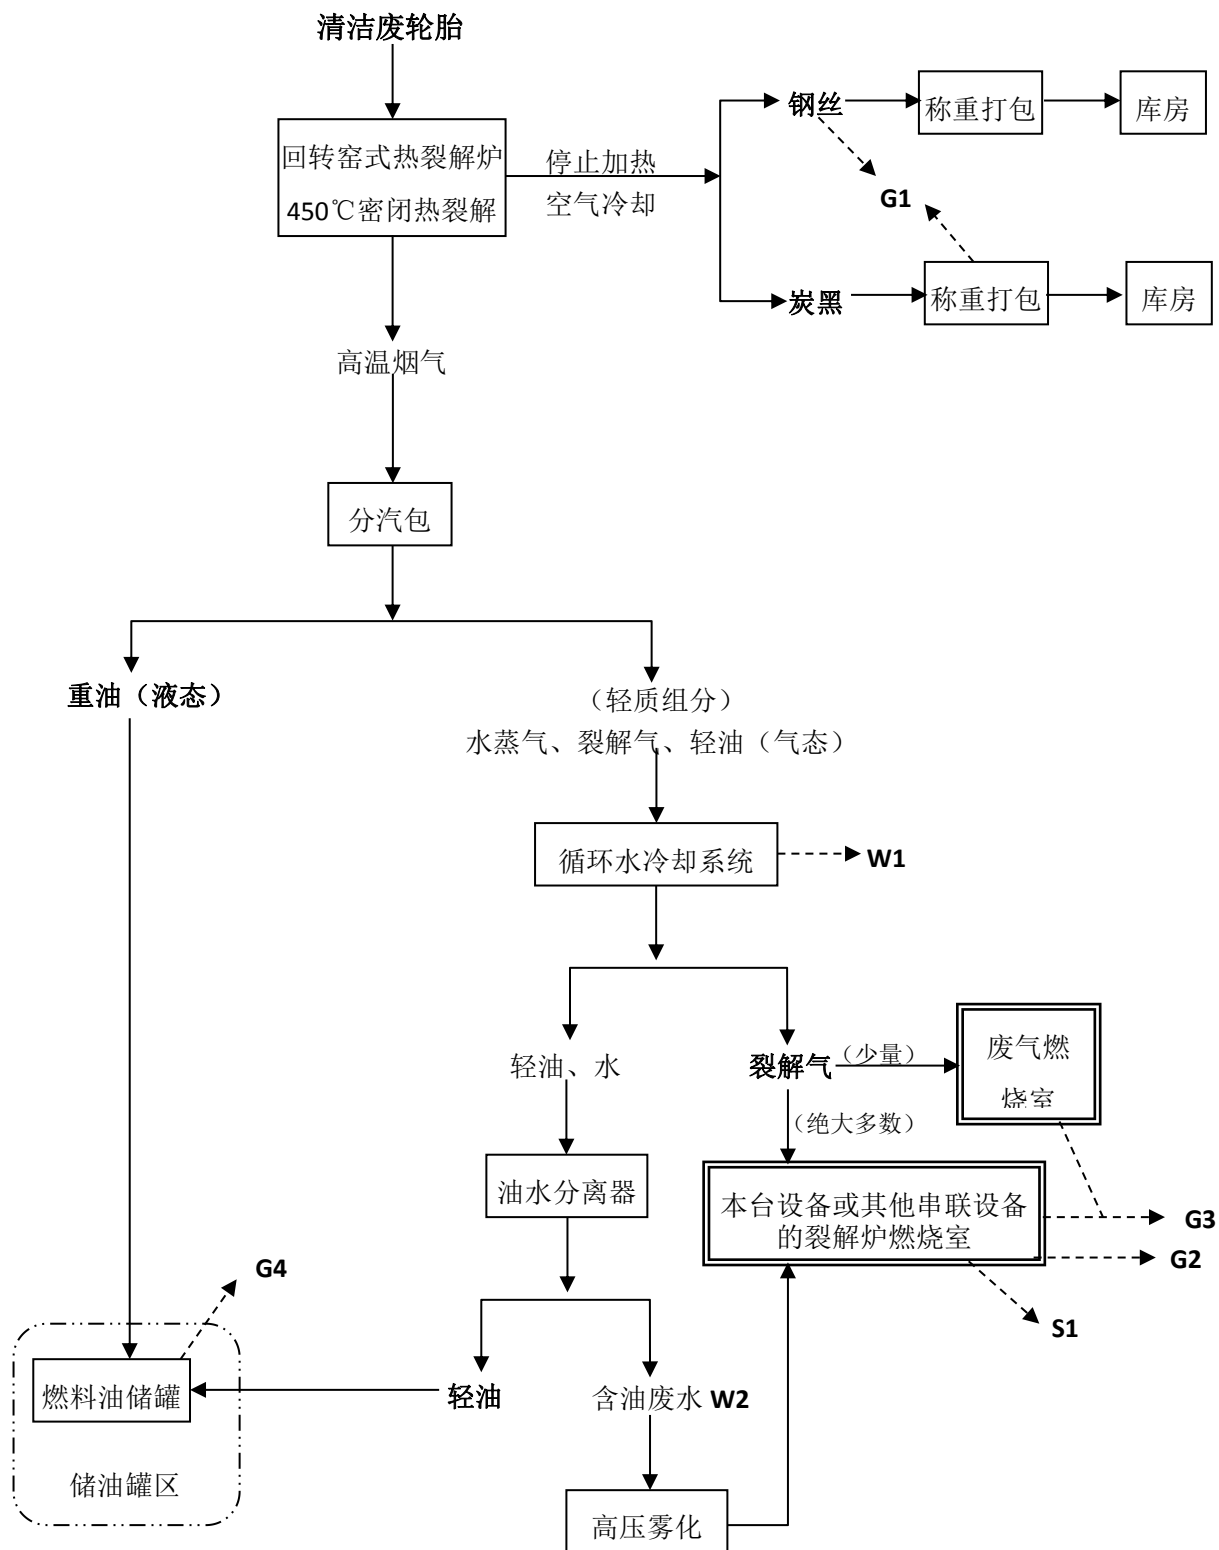 清洁废轮胎
钢丝
称重打包
库房
回转窑式热裂解炉
450℃密闭热裂解
停止加热
空气冷却
G1
炭黑
称重打包
库房
高温烟气
分汽包
重油（液态）
（轻质组分）
水蒸气、裂解气、轻油（气态）
循环水冷却系统
W1
轻油、水
裂解气
（少量）
废气燃
烧室
（绝大多数）
油水分离器
本台设备或其他串联设备
的裂解炉燃烧室
G3
G2
G4
S1
燃料油储罐
轻油
含油废水 W2
储油罐区
高压雾化